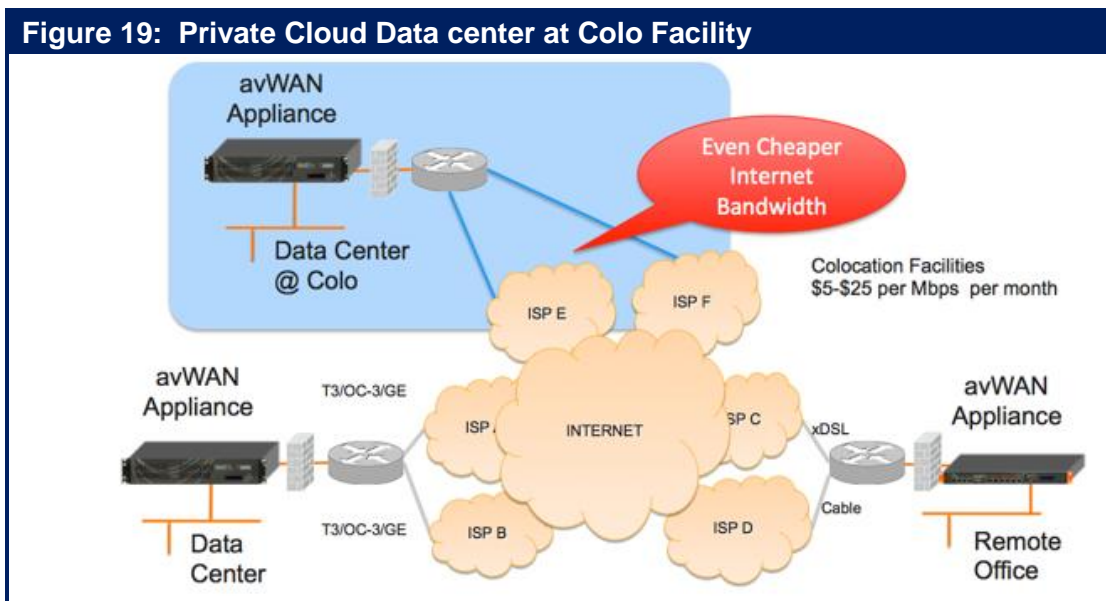 Figure 19:  Private Cloud Data center at Colo Facility
avWAN
Appliance
Even Cheaper
Internet
Bandwidth
Data Center
@ Colo
Colocation Facilities
$5-$25 per Mbps  per month
ISP E
ISP F
avWAN
Appliance
T3/OC-3/GE
ISP
INTERNET
ISP C
xDSL
avWAN
Appliance
T3/OC-3/GE
ISP B
ISP D
Cable
Data
Center
Remote
Office